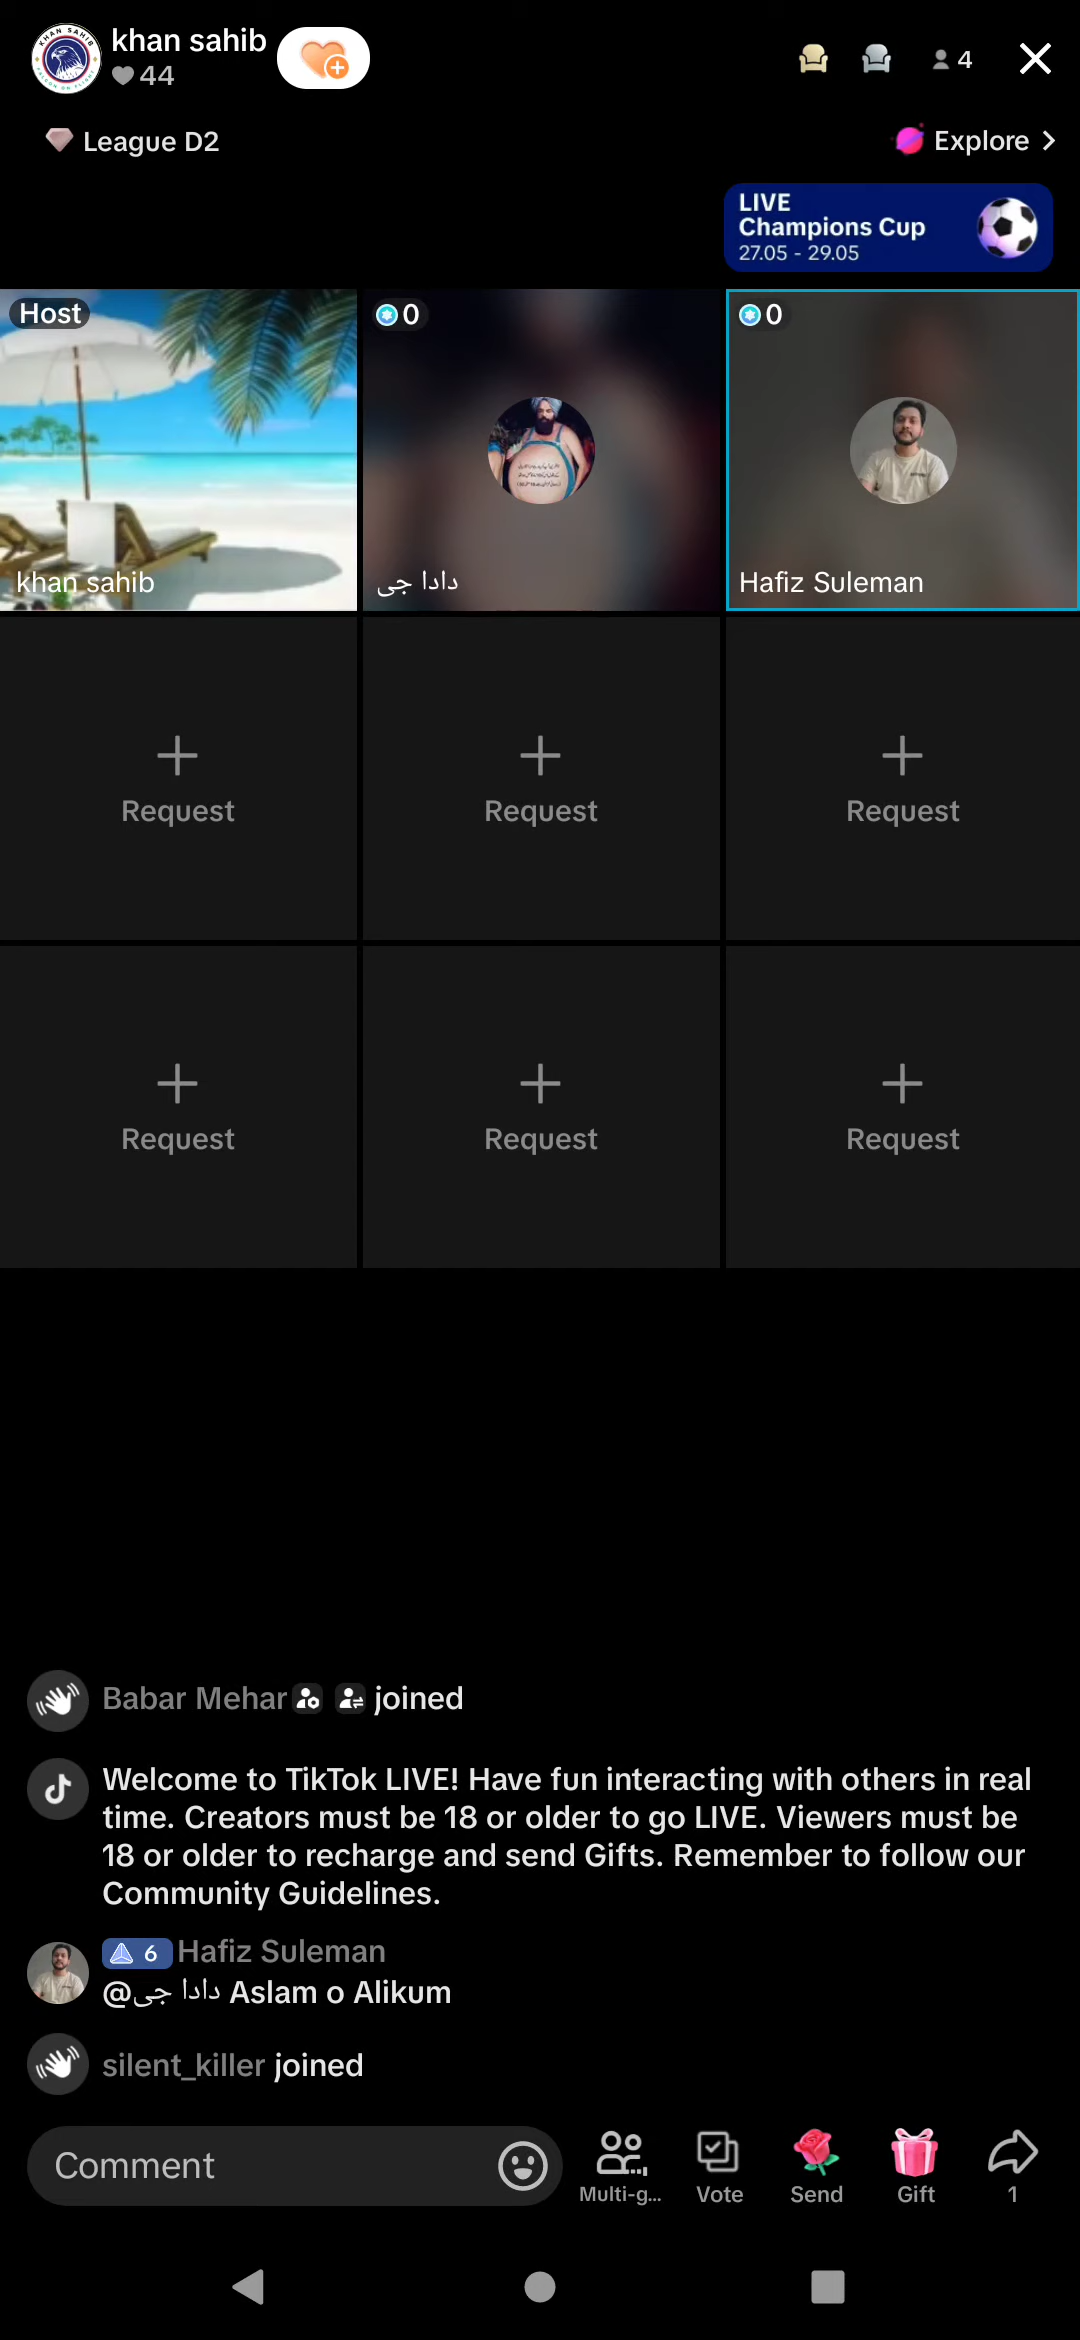 khan sahib
44
4
League D2
Explore
LIVE
Champions Cup
27.05 - 29.05
Host
0
0
khan sahib
دادا جی
Hafiz Suleman
Request
Request
Request
Request
Request
Request
Babar Mehar joined
Welcome to TikTok LIVE! Have fun interacting with others in real
time. Creators must be 18 or older to go LIVE. Viewers must be
18 or older to recharge and send Gifts. Remember to follow our
Community Guidelines.
6 Hafiz Suleman
@دادا جی Aslam o Alikum
silent_killer joined
Comment
Multi-g...
Vote
Send
Gift
1